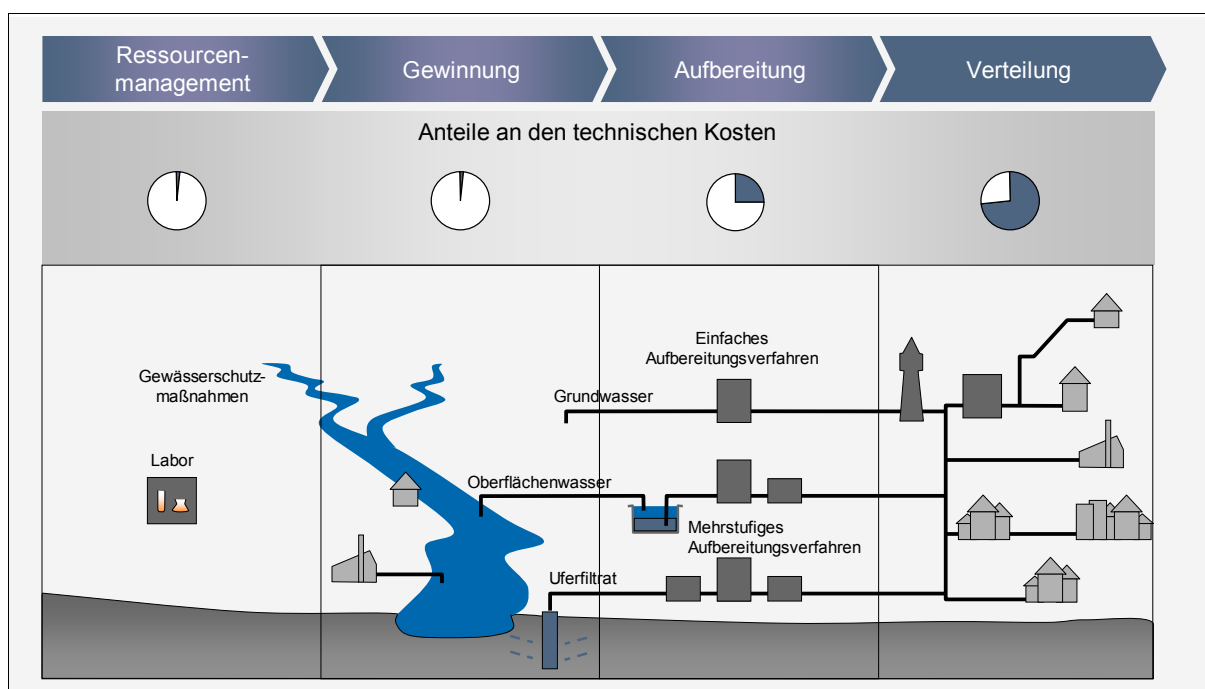 Ressourcen-
management
Gewinnung
Aufbereitung
Verteilung
Anteile an den technischen Kosten
Gewässerschutz-
maßnahmen
Labor
Einfaches
Aufbereitungsverfahren
Grundwasser
Oberflächenwasser
Mehrstufiges
Aufbereitungsverfahren
Uferfiltrat